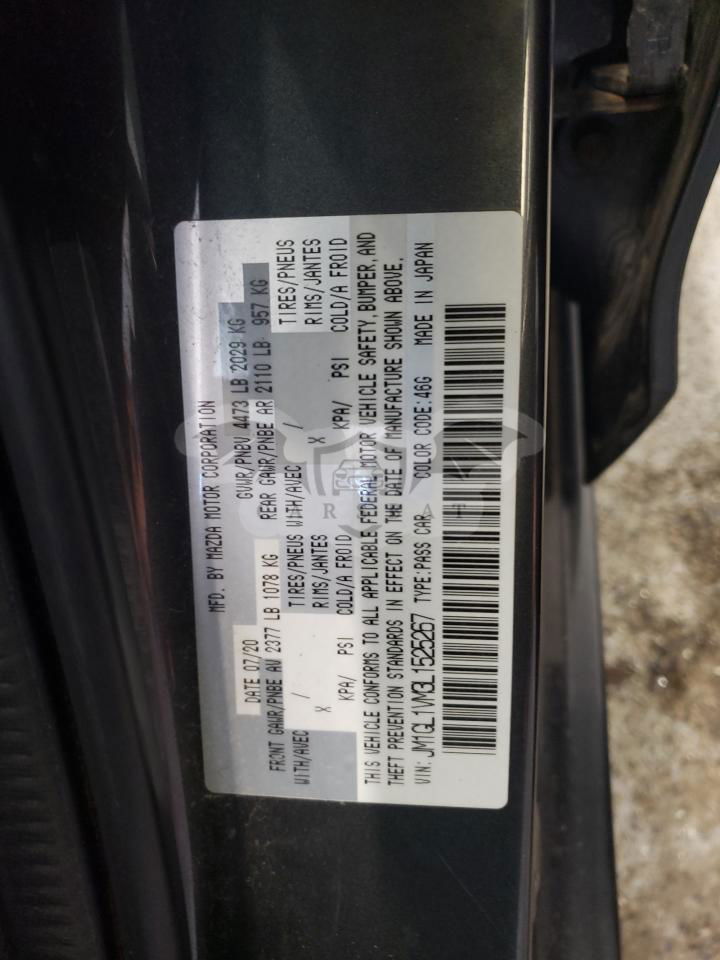 MFD. BY MAZDA MOTOR CORPORATION
DATE 07/20 GVWR/PNBV 4473 LB 2029 KG
FRONT GAWR/PNBE AV 2377 LB 1078 KG REAR GAWR/PNBE AR 2110 LB 957 KG
WITH/AVEC / TIRES/PNEUS WITH/AVEC / TIRES/PNEUS
X RIMS/JANTES X RIMS/JANTES
KPA/ PSI COLD/A FROID KPA/ PSI COLD/A FROID
THIS VEHICLE CONFORMS TO ALL APPLICABLE FEDERAL MOTOR VEHICLE SAFETY, BUMPER, AND
THEFT PREVENTION STANDARDS IN EFFECT ON THE DATE OF MANUFACTURE SHOWN ABOVE.
VIN: JM1GL1VM3L1525267 TYPE:PASS CAR COLOR CODE:46G MADE IN JAPAN